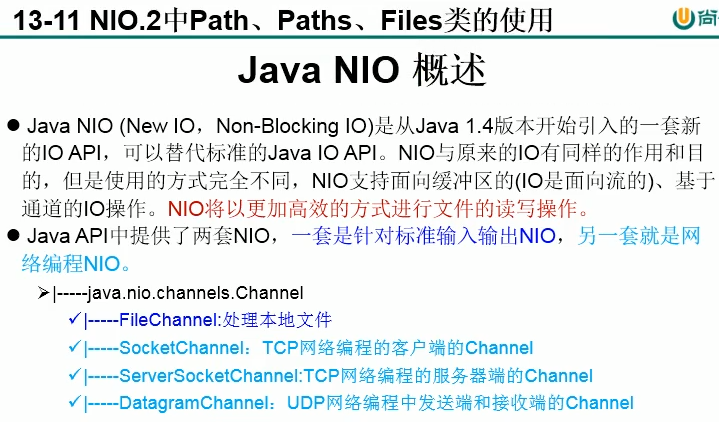 13-11 NIO.2中Path、Paths、Files类的使用
尚
Java NIO 概述
● Java NIO (New IO，Non-Blocking IO)是从Java 1.4版本开始引入的一套新
的IO API，可以替代标准的Java IO API。NIO与原来的IO有同样的作用和目
的，但是使用的方式完全不同，NIO支持面向缓冲区的(IO是面向流的)、基于
通道的IO操作。NIO将以更加高效的方式进行文件的读写操作。
● Java API中提供了两套NIO，一套是针对标准输入输出NIO，另一套就是网
络编程NIO。
➢|-----java.nio.channels.Channel
✓|-----FileChannel:处理本地文件
✓|-----SocketChannel：TCP网络编程的客户端的Channel
✓|-----ServerSocketChannel:TCP网络编程的服务器端的Channel
✓|-----DatagramChannel：UDP网络编程中发送端和接收端的Channel